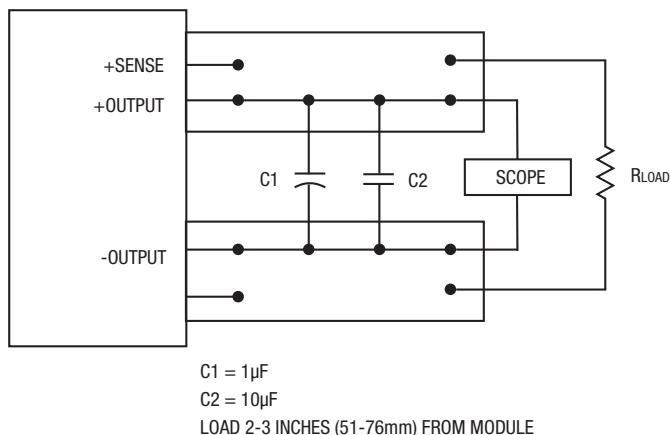 +SENSE
+OUTPUT
C1
C2
SCOPE
RLOAD
-OUTPUT
C1 = 1µF
C2 = 10µF
LOAD 2-3 INCHES (51-76mm) FROM MODULE